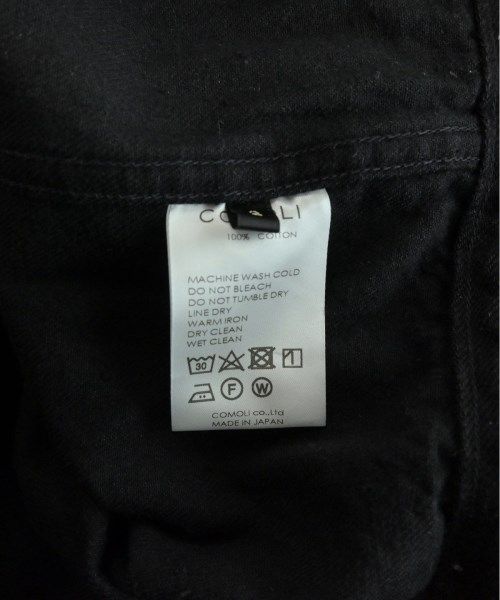 COMOLI
100% COTTON
MACHINE WASH COLD
DO NOT BLEACH
DO NOT TUMBLE DRY
LINE DRY
WARM IRON
DRY CLEAN
WET CLEAN
30
F W
COMOLI co.,Ltd
MADE IN JAPAN